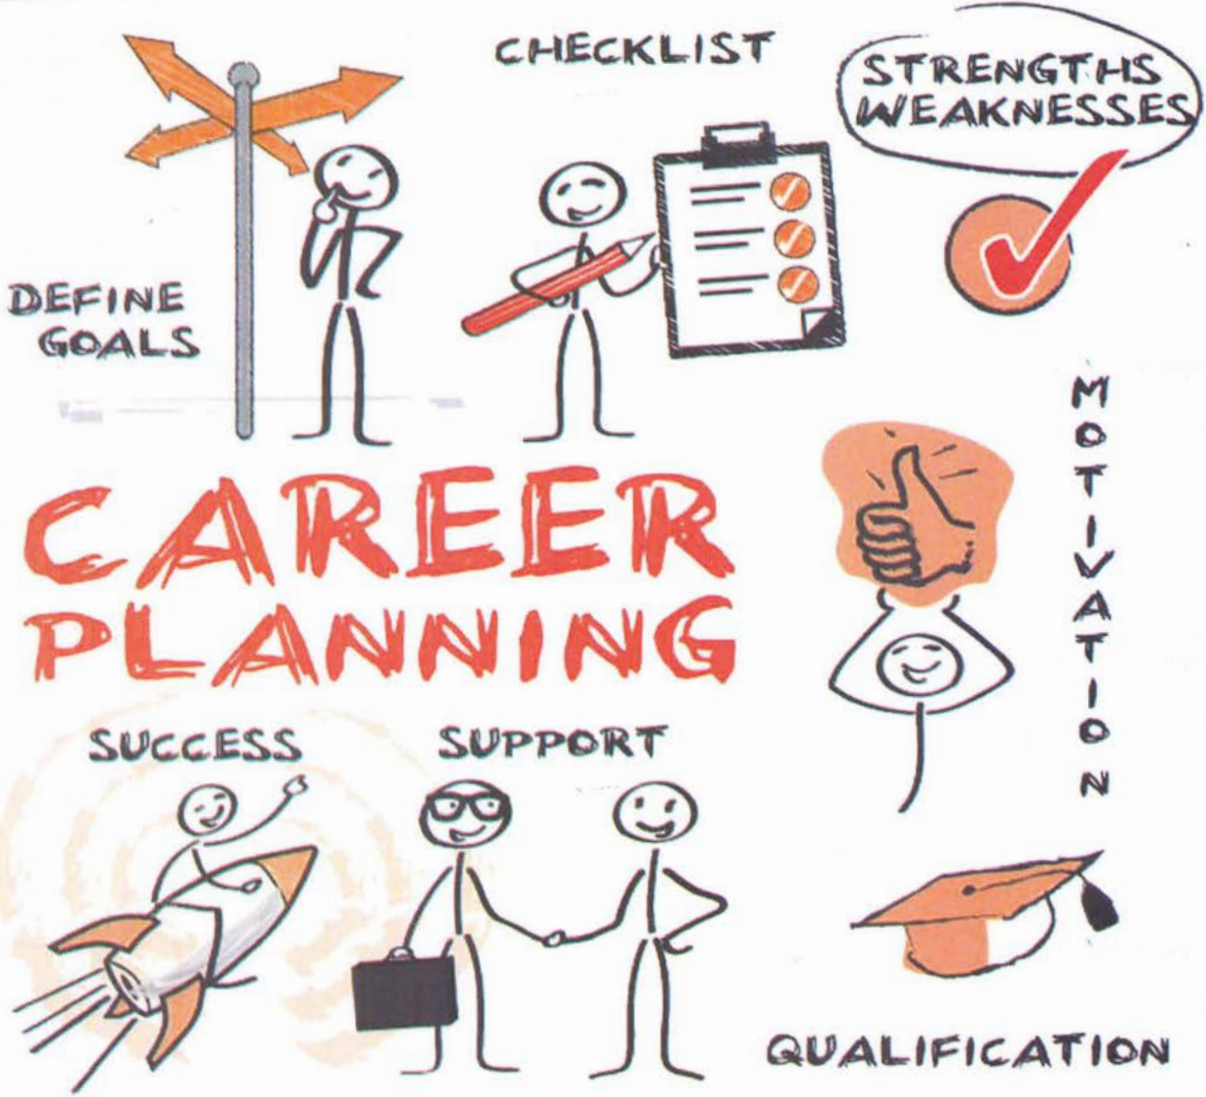 CHECKLIST
STRENGTHS
WEAKNESSES
DEFINE
GOALS
MOTIVATION
CAREER
PLANNING
SUCCESS
SUPPORT
QUALIFICATION